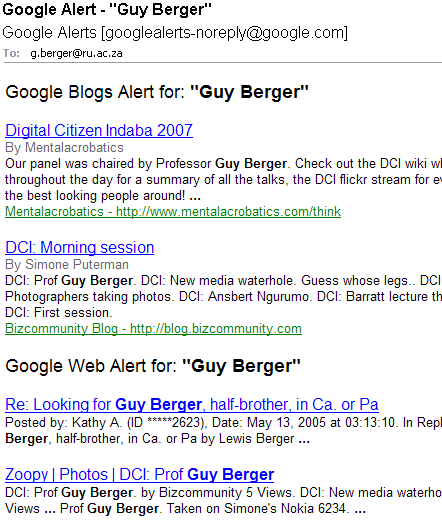 Google Alert - "Guy Berger"
Google Alerts [googlealerts-noreply@google.com]
To: g.berger@ru.ac.za
Google Blogs Alert for: "Guy Berger"
Digital Citizen Indaba 2007
By Mentalacrobatics
Our panel was chaired by Professor Guy Berger. Check out the DCI wiki
throughout the day for a summary of all the talks, the DCI flickr stream for
the best looking people around! ...
Mentalacrobatics - http://www.mentalacrobatics.com/think
DCI: Morning session
By Simone Puterman
DCI: Prof Guy Berger. DCI: New media waterhole. Guess whose legs.. DCI
Photographers taking photos. DCI: Ansbert Ngurumo. DCI: Barratt lecture
DCI: First session.
Bizcommunity Blog - http://blog.bizcommunity.com
Google Web Alert for: "Guy Berger"
Re: Looking for Guy Berger, half-brother, in Ca. or Pa
Posted by: Kathy A. (ID *****2623), Date: May 13, 2005 at 03:13:10. In
Berger, half-brother, in Ca. or Pa by Lewis Berger ...
Zoopy | Photos | DCI: Prof Guy Berger
DCI: Prof Guy Berger. by Bizcommunity 5 Views. DCI: New media
Views ... Prof Guy Berger. Taken on Simone's Nokia 6234. ...